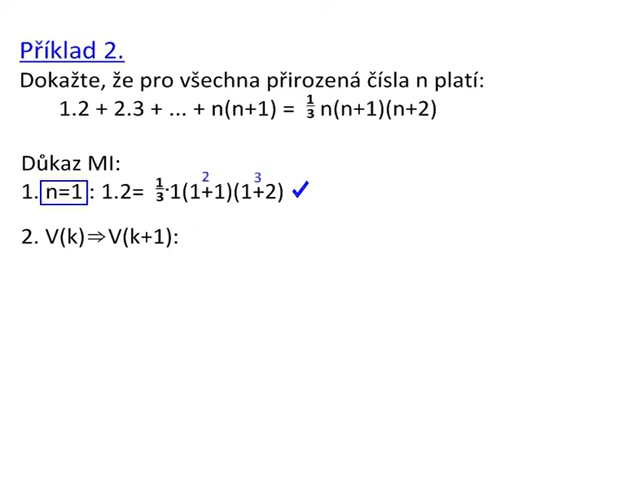 Příklad 2.
Dokažte, že pro všechna přirozená čísla n platí:
1.2 + 2.3 + ... + n(n+1) = 1/3 n(n+1)(n+2)
Důkaz MI:
2 3
1. n=1 : 1.2= 1/3·1(1+1)(1+2) ✓
2. V(k)⇒V(k+1):